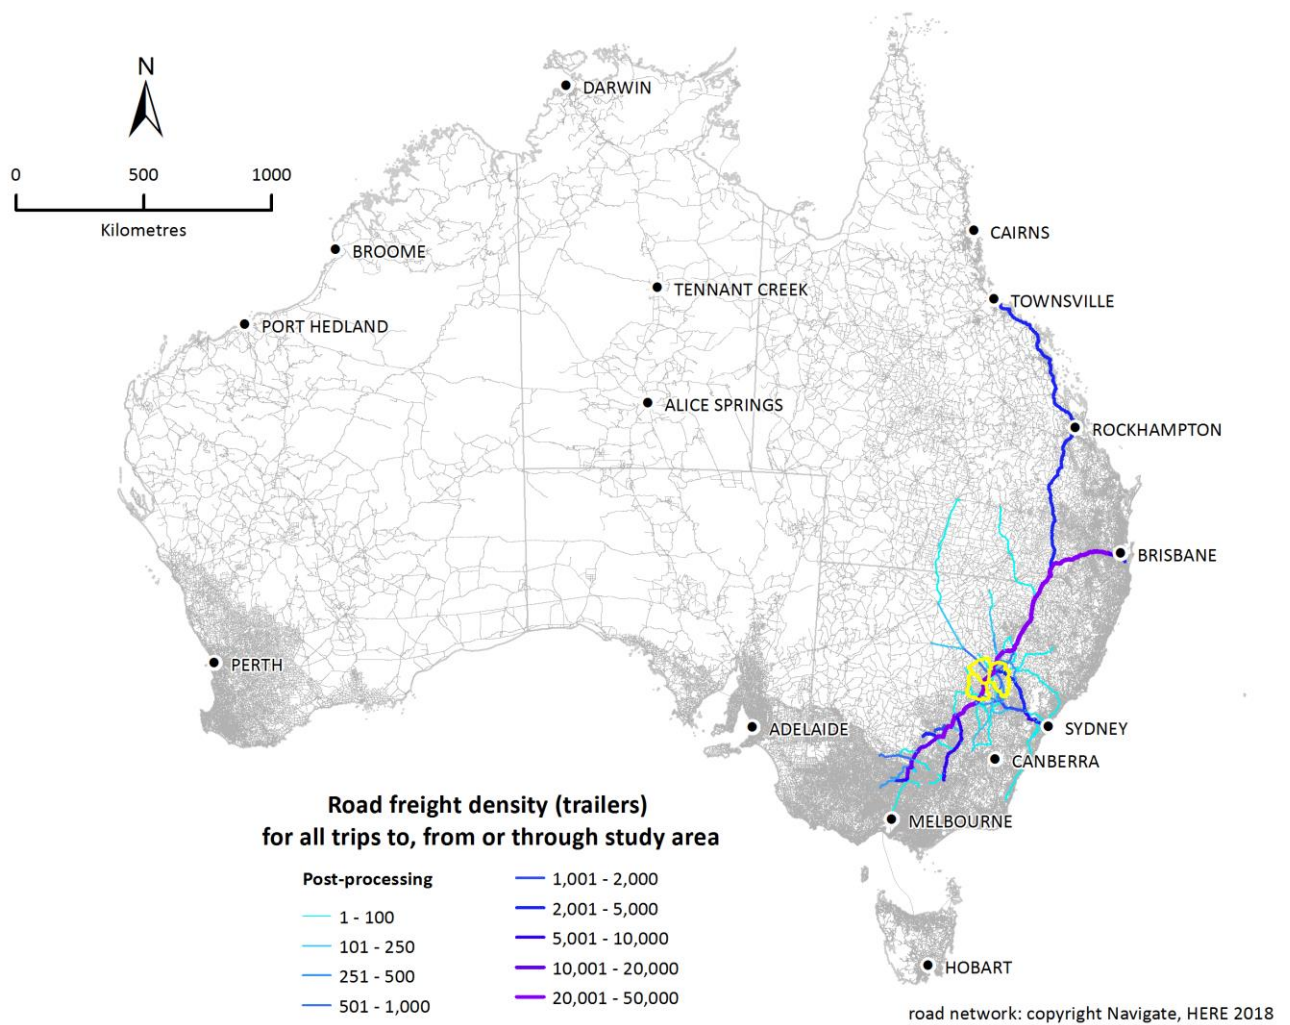 N
0 500 1000
Kilometres
DARWIN
CAIRNS
BROOME
TENNANT CREEK
TOWNSVILLE
PORT HEDLAND
ALICE SPRINGS
ROCKHAMPTON
BRISBANE
PERTH
ADELAIDE
SYDNEY
CANBERRA
MELBOURNE
HOBART
Road freight density (trailers)
for all trips to, from or through study area
Post-processing
1 - 100
101 - 250
251 - 500
501 - 1,000
1,001 - 2,000
2,001 - 5,000
5,001 - 10,000
10,001 - 20,000
20,001 - 50,000
road network: copyright Navigate, HERE 2018